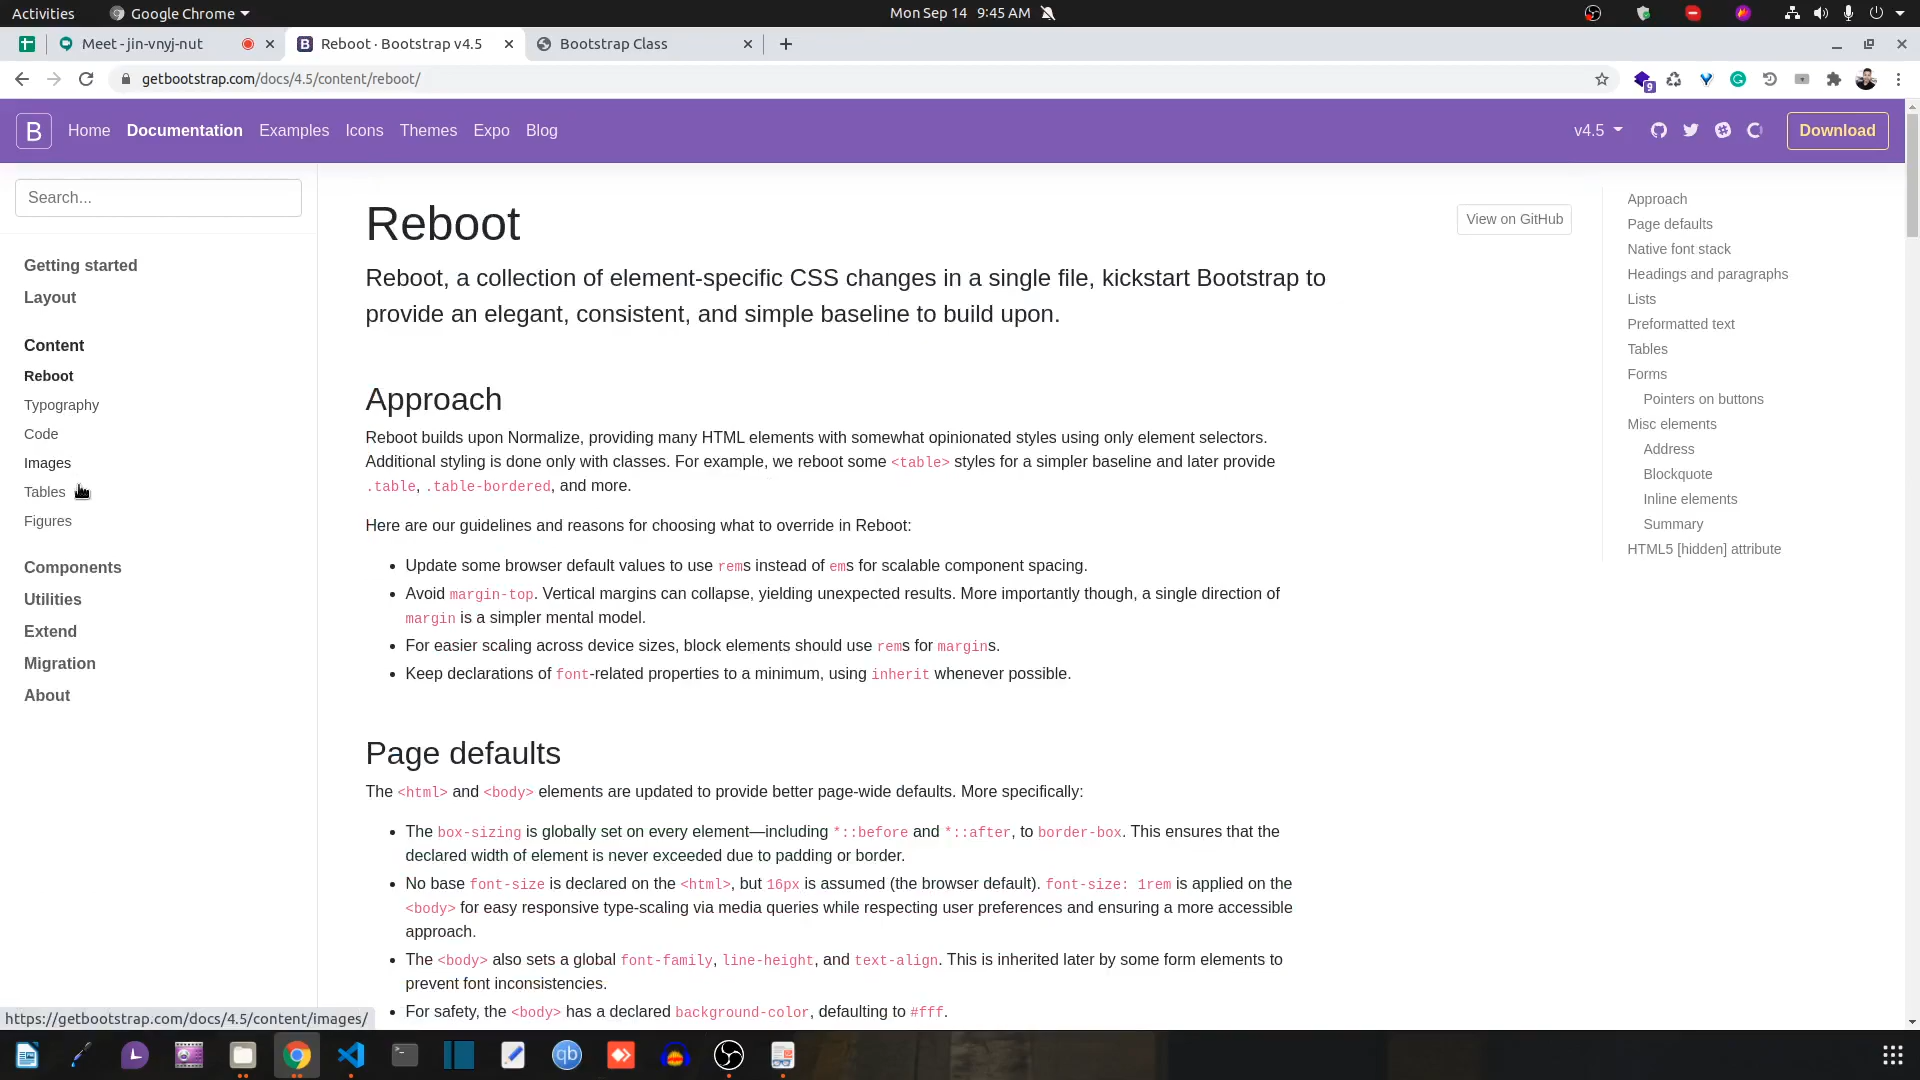 Activities
Google Chrome
Mon Sep 14 9:45 AM
Meet - jin-vnyj-nut
Reboot · Bootstrap v4.5
Bootstrap Class
getbootstrap.com/docs/4.5/content/reboot/
9
B
Home
Documentation
Examples
Icons
Themes
Expo
Blog
v4.5
Download
Search...
Getting started
Layout
Content
Reboot
Typography
Code
Images
Tables
Figures
Components
Utilities
Extend
Migration
About
Reboot
View on GitHub
Reboot, a collection of element-specific CSS changes in a single file, kickstart Bootstrap to
provide an elegant, consistent, and simple baseline to build upon.
Approach
Reboot builds upon Normalize, providing many HTML elements with somewhat opinionated styles using only element selectors.
Additional styling is done only with classes. For example, we reboot some <table> styles for a simpler baseline and later provide
.table, .table-bordered, and more.
Here are our guidelines and reasons for choosing what to override in Reboot:
• Update some browser default values to use rems instead of ems for scalable component spacing.
• Avoid margin-top. Vertical margins can collapse, yielding unexpected results. More importantly though, a single direction of
margin is a simpler mental model.
• For easier scaling across device sizes, block elements should use rems for margins.
• Keep declarations of font-related properties to a minimum, using inherit whenever possible.
Page defaults
The <html> and <body> elements are updated to provide better page-wide defaults. More specifically:
• The box-sizing is globally set on every element—including *::before and *::after, to border-box. This ensures that the
declared width of element is never exceeded due to padding or border.
• No base font-size is declared on the <html>, but 16px is assumed (the browser default). font-size: 1rem is applied on the
<body> for easy responsive type-scaling via media queries while respecting user preferences and ensuring a more accessible
approach.
• The <body> also sets a global font-family, line-height, and text-align. This is inherited later by some form elements to
prevent font inconsistencies.
• For safety, the <body> has a declared background-color, defaulting to #fff.
Approach
Page defaults
Native font stack
Headings and paragraphs
Lists
Preformatted text
Tables
Forms
Pointers on buttons
Misc elements
Address
Blockquote
Inline elements
Summary
HTML5 [hidden] attribute
https://getbootstrap.com/docs/4.5/content/images/
qb